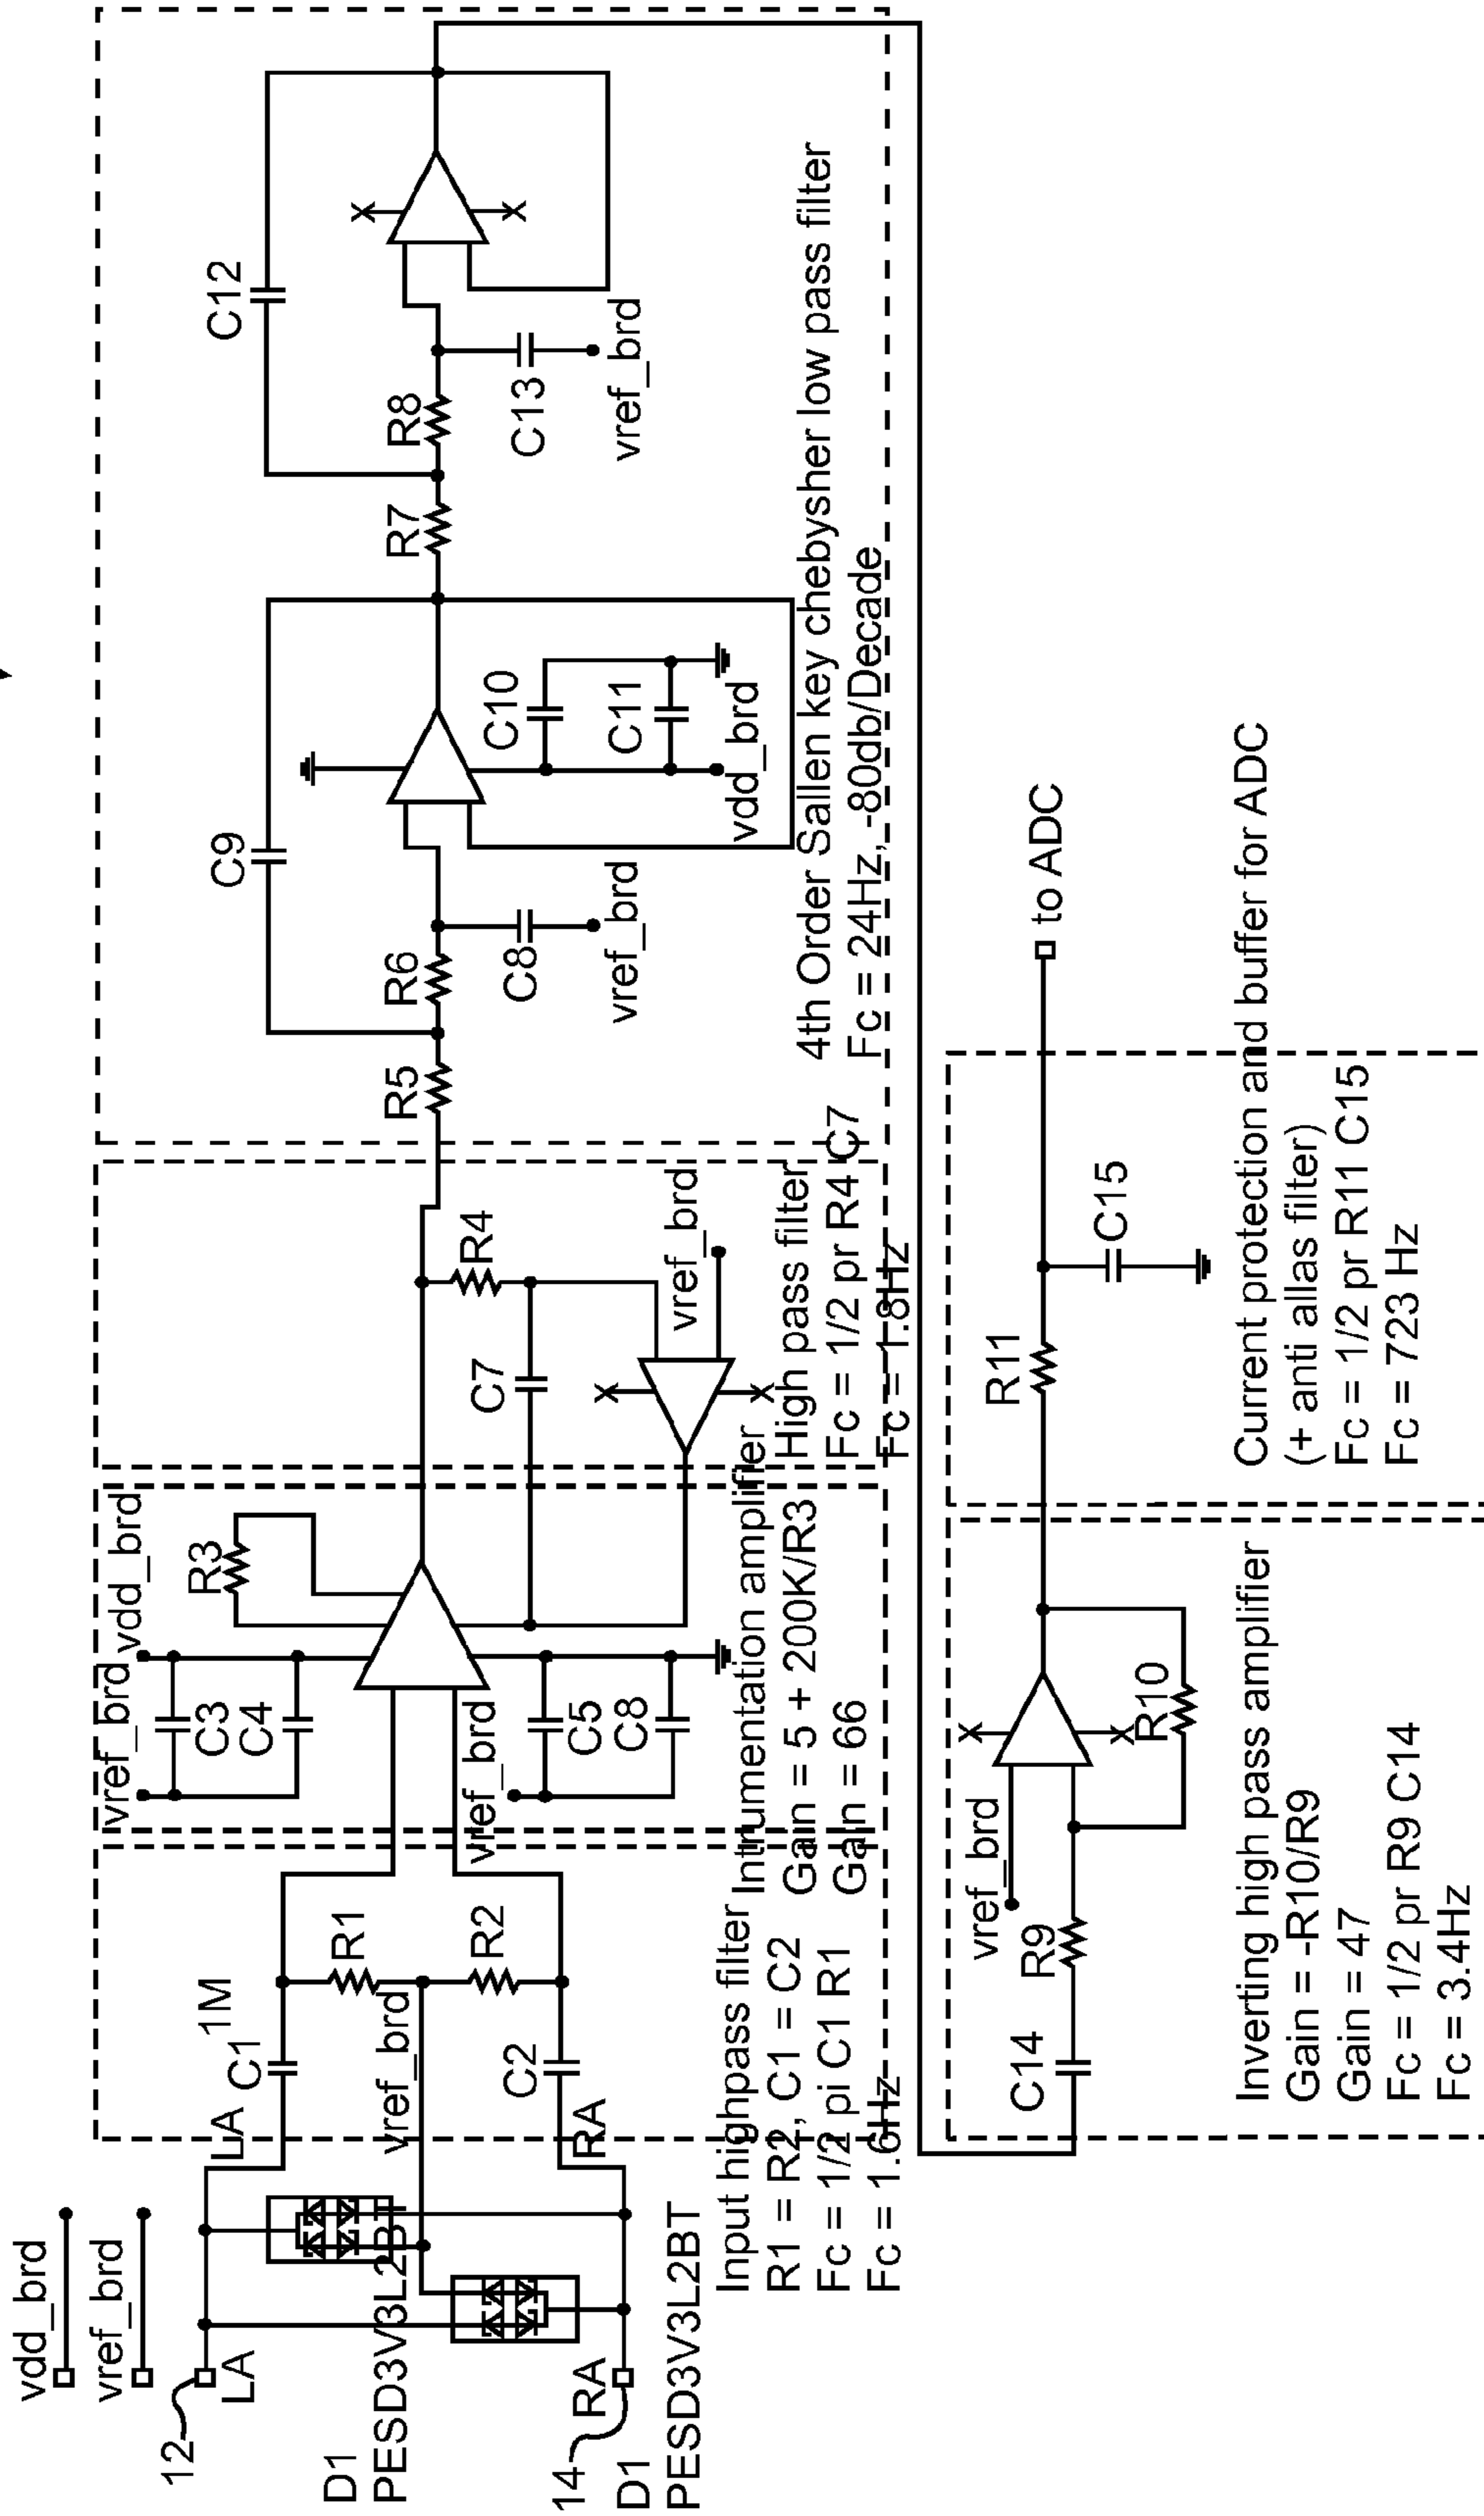 vdd_brd
vref_brd
12
LA
D1
PESD3V3L2BT
14
RA
D1
PESD3V3L2BT
LA
C1
1M
R1
vref_brd
R2
C2
RA
Input highpass filter
R1 = R2, C1 = C2
Fc = 1/2 pi C1 R1
Fc = 1.6Hz
vref_brd
vdd_brd
C3
C4
R3
vref_brd
C5
C8
Intrumentation amplifier
Gain = 5 + 200K/R3
Gain = 66
R4
C7
vref_brd
x
x
High pass filter
Fc = 1/2 pr R4 C7
Fc = 1.8Hz
R5
R6
C9
C8
vref_brd
C10
C11
vdd_brd
R7
R8
C12
C13
vref_brd
x
x
4th Order Sallen key chebysher low pass filter
Fc = 24Hz, -80db/Decade
vref_brd
C14
R9
R10
x
x
Inverting high pass amplifier
Gain = -R10/R9
Gain = 47
Fc = 1/2 pr R9 C14
Fc = 3.4Hz
R11
C15
to ADC
Current protection and buffer for ADC
(+ anti allas filter)
Fc = 1/2 pr R11 C15
Fc = 723 Hz